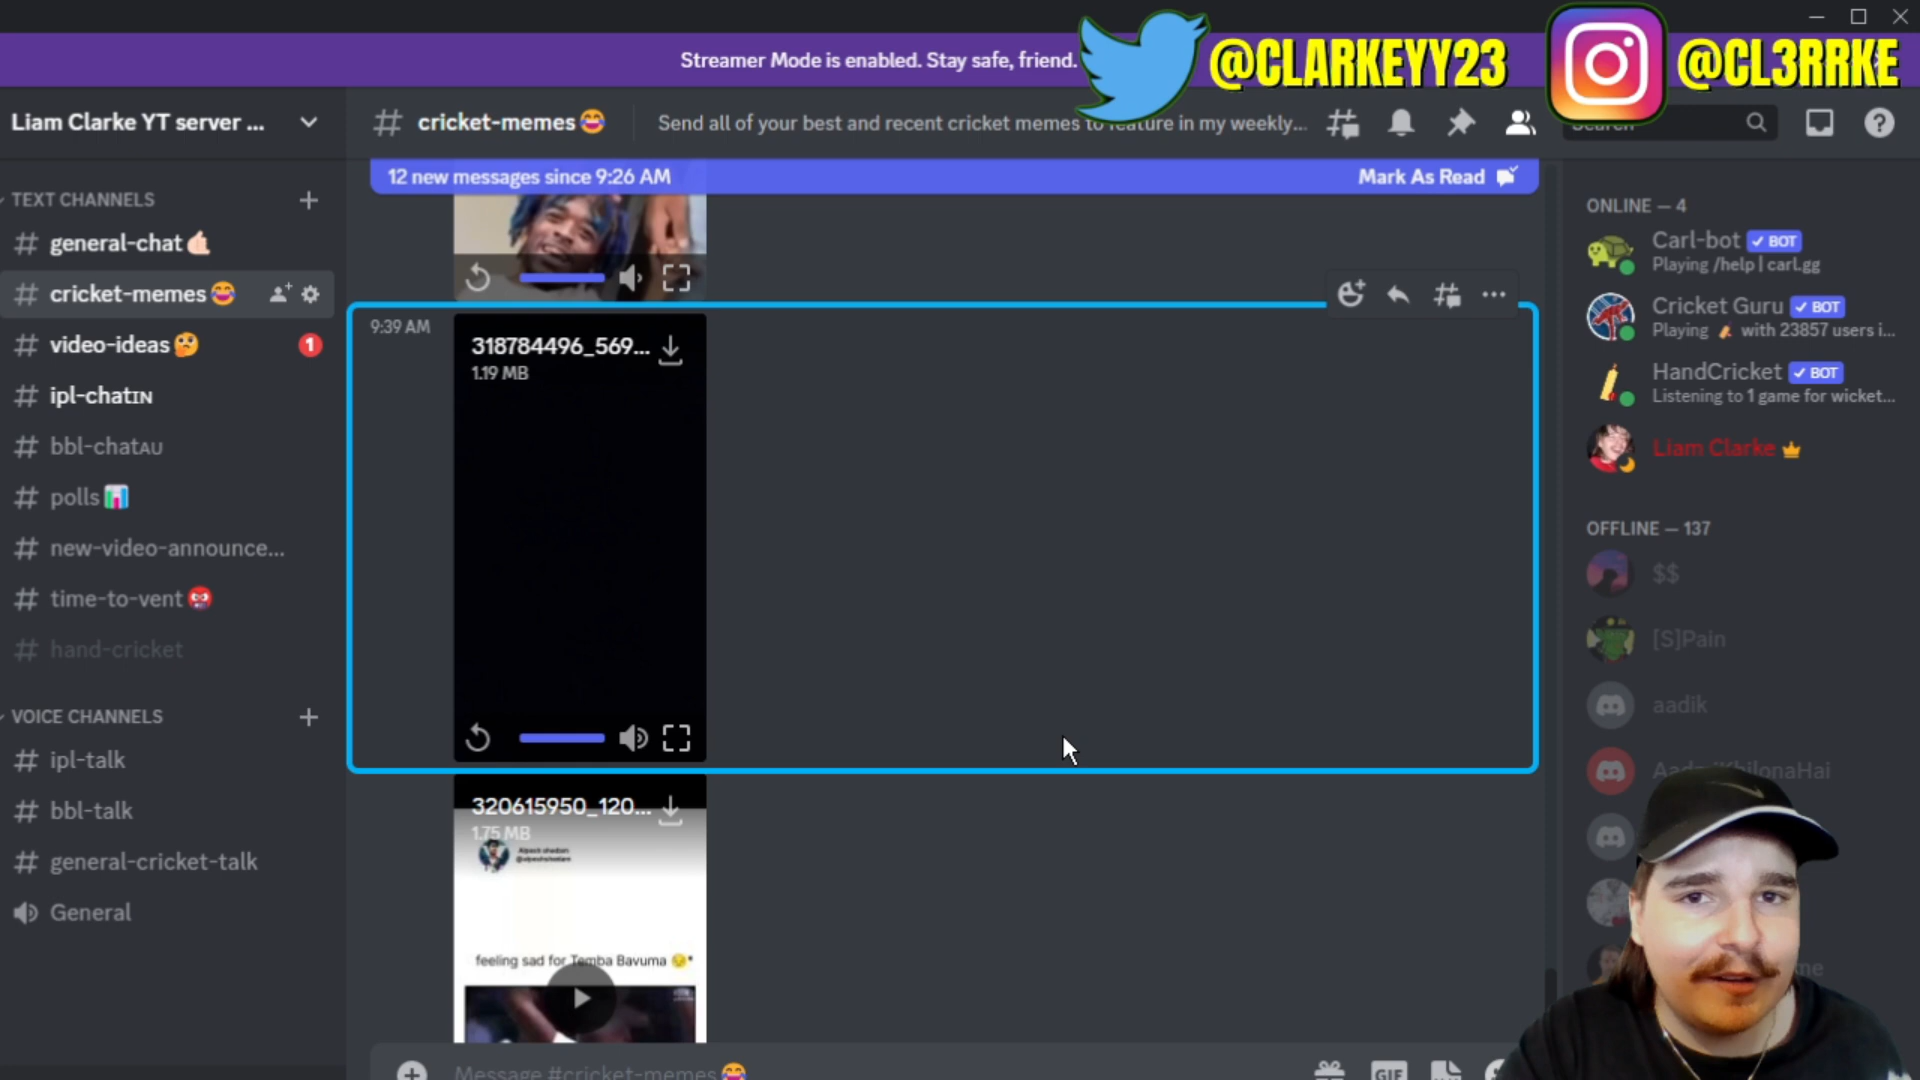 @CLARKEYY23
@CL3RRKE
Streamer Mode is enabled. Stay safe, friend.
Liam Clarke YT server ...
cricket-memes😂
Send all of your best and recent cricket memes to feature in my weekly...
Search
12 new messages since 9:26 AM
Mark As Read
TEXT CHANNELS
general-chat🤙🏻
cricket-memes😂
video-ideas🤔
1
ipl-chatIN
bbl-chatAU
polls📊
new-video-announce...
time-to-vent👹
hand-cricket
VOICE CHANNELS
ipl-talk
bbl-talk
general-cricket-talk
General
9:39 AM
318784496_569...
1.19 MB
320615950_120...
1.75 MB
feeling sad for Temba Bavuma 😔*
Message #cricket-memes😂
GIF
ONLINE — 4
Carl-bot ✓ BOT
Playing /help | carl.gg
Cricket Guru ✓ BOT
Playing 🏏 with 23857 users i...
HandCricket ✓ BOT
Listening to 1 game for wicket...
Liam Clarke
OFFLINE — 137
$$
[S]Pain
aadik